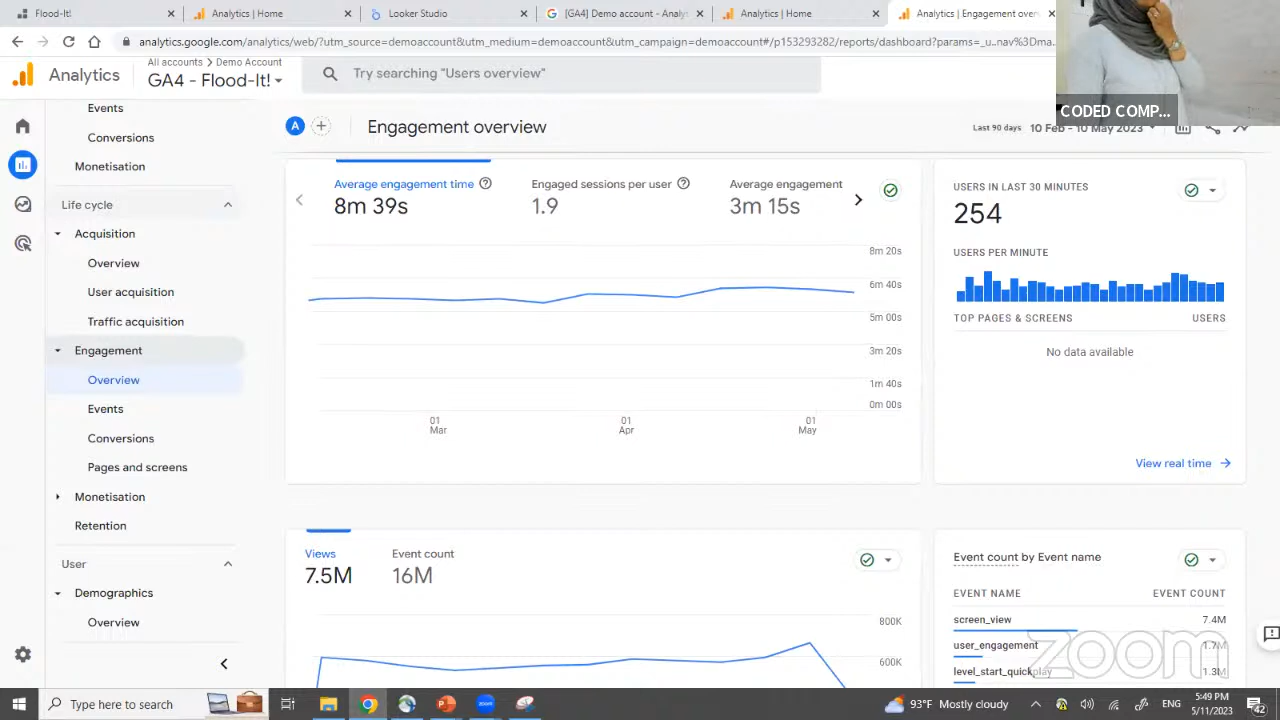 Flood-It!
Analytics | Home
Looker Studio
[GA4] Demo account - Analyt
Analytics | Home
Analytics | Engagement over
analytics.google.com/analytics/web/?utm_source=demoaccount&utm_medium=demoaccount&utm_campaign=demoaccount#/p153293282/reports/dashboard?params=_u..nav%3Dma...
Analytics
All accounts > Demo Account
GA4 - Flood-It!
Try searching "Users overview"
CODED COMP...
Events
Conversions
Monetisation
Life cycle
Acquisition
Overview
User acquisition
Traffic acquisition
Engagement
Overview
Events
Conversions
Pages and screens
Monetisation
Retention
User
Demographics
Overview
A
Engagement overview
Last 90 days 10 Feb - 10 May 2023
Average engagement time
8m 39s
Engaged sessions per user
1.9
Average engagement
3m 15s
8m 20s
6m 40s
5m 00s
3m 20s
1m 40s
0m 00s
01 Mar
01 Apr
01 May
USERS IN LAST 30 MINUTES
254
USERS PER MINUTE
TOP PAGES & SCREENS USERS
No data available
View real time
Views
7.5M
Event count
16M
800K
600K
Event count by Event name
EVENT NAME EVENT COUNT
screen_view 7.4M
user_engagement 1.7M
level_start_quickplay 1.3M
zoom
Type here to search
zoom
93°F Mostly cloudy
ENG
5:49 PM
5/11/2023
42